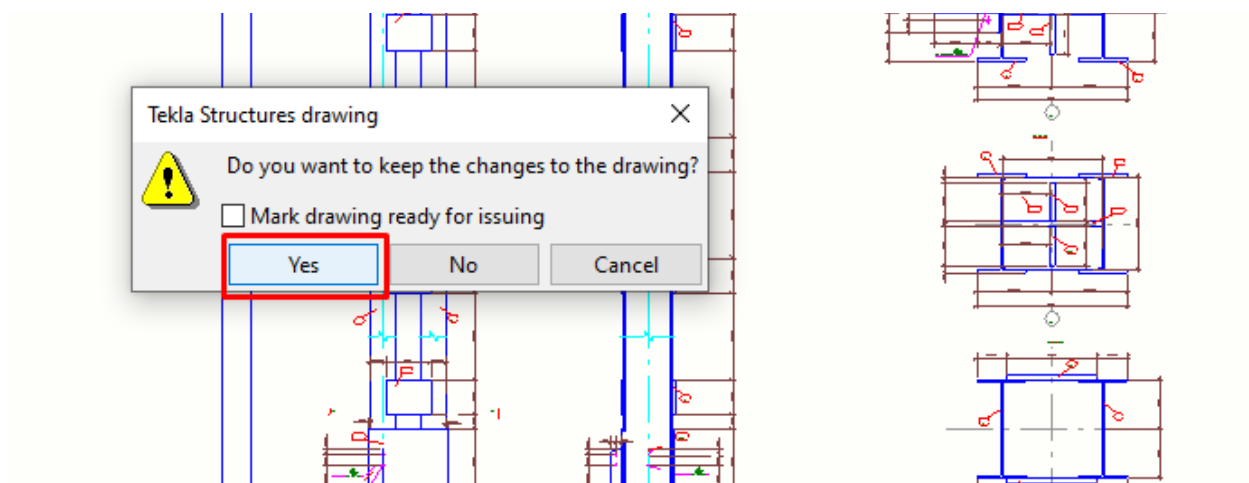 Tekla Structures drawing
Do you want to keep the changes to the drawing?
Mark drawing ready for issuing
Yes
No
Cancel